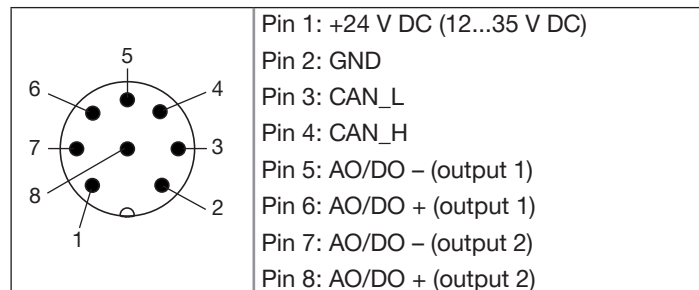 5
6
4
7
3
8
2
1
Pin 1: +24 V DC (12...35 V DC)
Pin 2: GND
Pin 3: CAN_L
Pin 4: CAN_H
Pin 5: AO/DO – (output 1)
Pin 6: AO/DO + (output 1)
Pin 7: AO/DO – (output 2)
Pin 8: AO/DO + (output 2)